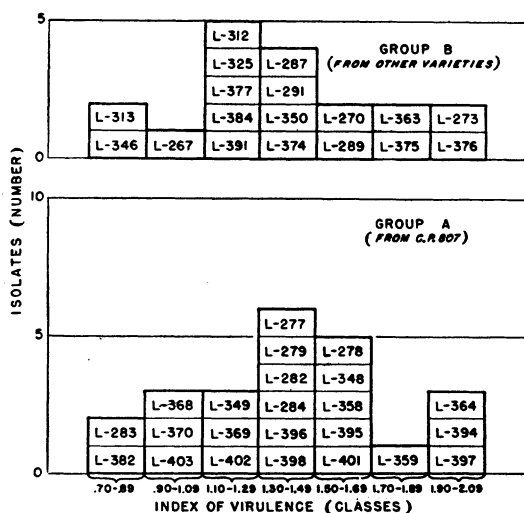 5
L-312
GROUP B
L-325
L-287
(FROM OTHER VARIETIES)
L-377
L-291
L-313
L-384
L-350
L-270
L-363
L-273
L-346
L-267
L-391
L-374
L-289
L-375
L-376
0
ISOLATES (NUMBER)
10
GROUP A
(FROM C.P.807)
L-277
5
L-279
L-278
L-282
L-348
L-368
L-349
L-284
L-358
L-364
L-283
L-370
L-369
L-396
L-395
L-394
L-382
L-403
L-402
L-398
L-401
L-359
L-397
0
.70-.89 .90-1.09 1.10-1.29 1.30-1.49 1.50-1.69 1.70-1.89 1.90-2.09
INDEX OF VIRULENCE (CLASSES)